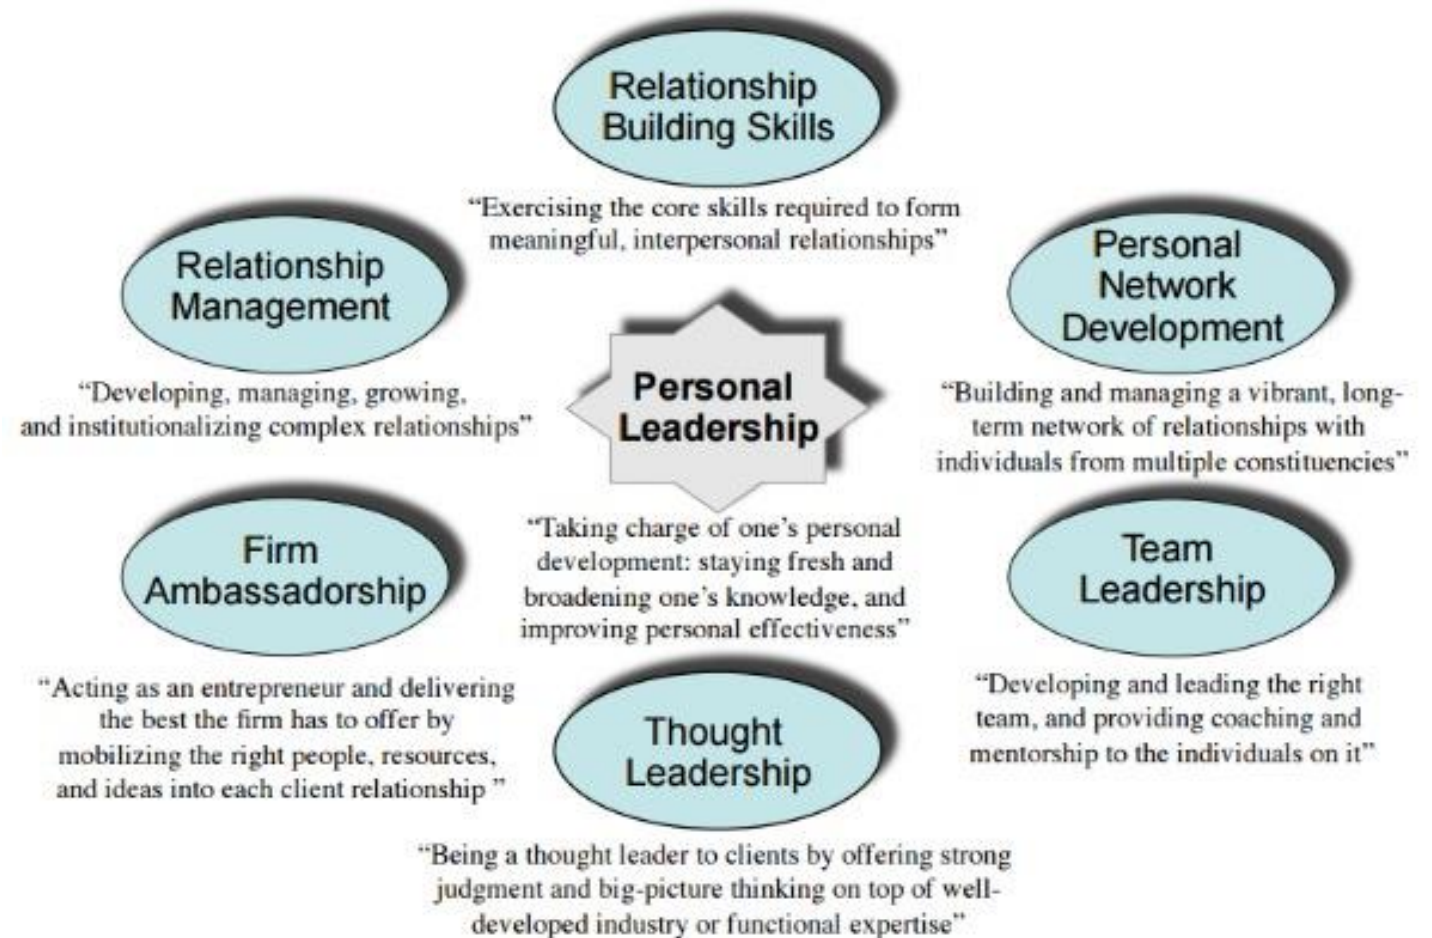 Relationship
Building Skills
“Exercising the core skills required to form
meaningful, interpersonal relationships”
Relationship
Management
“Developing, managing, growing,
and institutionalizing complex relationships”
Personal
Network
Development
“Building and managing a vibrant, long-
term network of relationships with
individuals from multiple constituencies”
Personal
Leadership
“Taking charge of one’s personal
development: staying fresh and
broadening one’s knowledge, and
improving personal effectiveness”
Firm
Ambassadorship
“Acting as an entrepreneur and delivering
the best the firm has to offer by
mobilizing the right people, resources,
and ideas into each client relationship ”
Team
Leadership
“Developing and leading the right
team, and providing coaching and
mentorship to the individuals on it”
Thought
Leadership
“Being a thought leader to clients by offering strong
judgment and big-picture thinking on top of well-
developed industry or functional expertise”